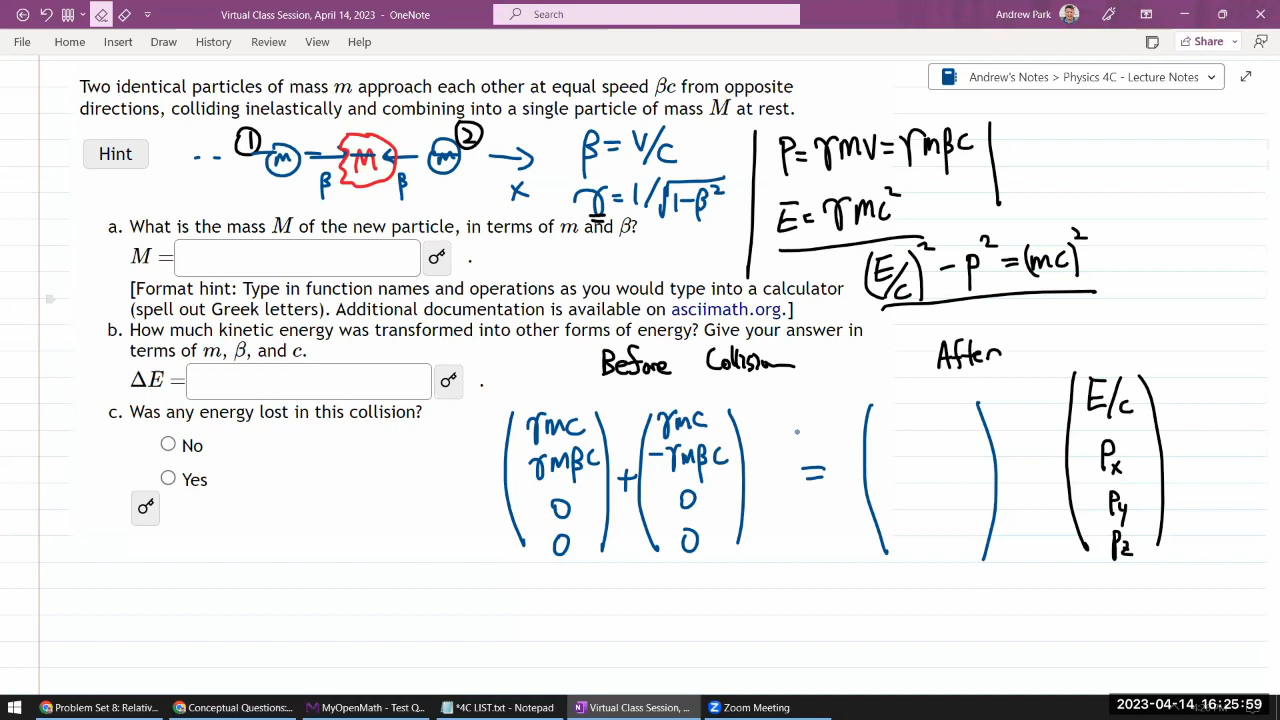 Virtual Class Session, April 14, 2023 - OneNote
Search
Andrew Park
File Home Insert Draw History Review View Help
Share
Two identical particles of mass m approach each other at equal speed βc from opposite
directions, colliding inelastically and combining into a single particle of mass M at rest.
Andrew's Notes > Physics 4C - Lecture Notes
Hint
1 m β M β m 2 x
β = v/c
γ = 1/√1-β²
P = γmv = γmβc
E = γmc²
(E/c)² - p² = (mc)²
a. What is the mass M of the new particle, in terms of m and β?
M = .
[Format hint: Type in function names and operations as you would type into a calculator
(spell out Greek letters). Additional documentation is available on asciimath.org.]
b. How much kinetic energy was transformed into other forms of energy? Give your answer in
terms of m, β, and c.
ΔE = .
c. Was any energy lost in this collision?
No
Yes
Before Collision
After
γmc
γmβc
0
0
+
γmc
-γmβc
0
0
=
E/c
Px
Py
Pz
Problem Set 8: Relativ...
Conceptual Questions:...
MyOpenMath - Test Q...
*4C LIST.txt - Notepad
Virtual Class Session, ...
Zoom Meeting
2023-04-14 16:25:59